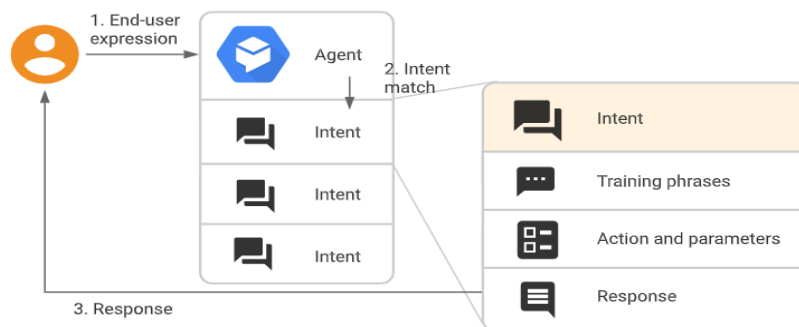 1. End-user
expression
Agent
2. Intent
match
Intent
Intent
Intent
Intent
Training phrases
Action and parameters
Response
3. Response